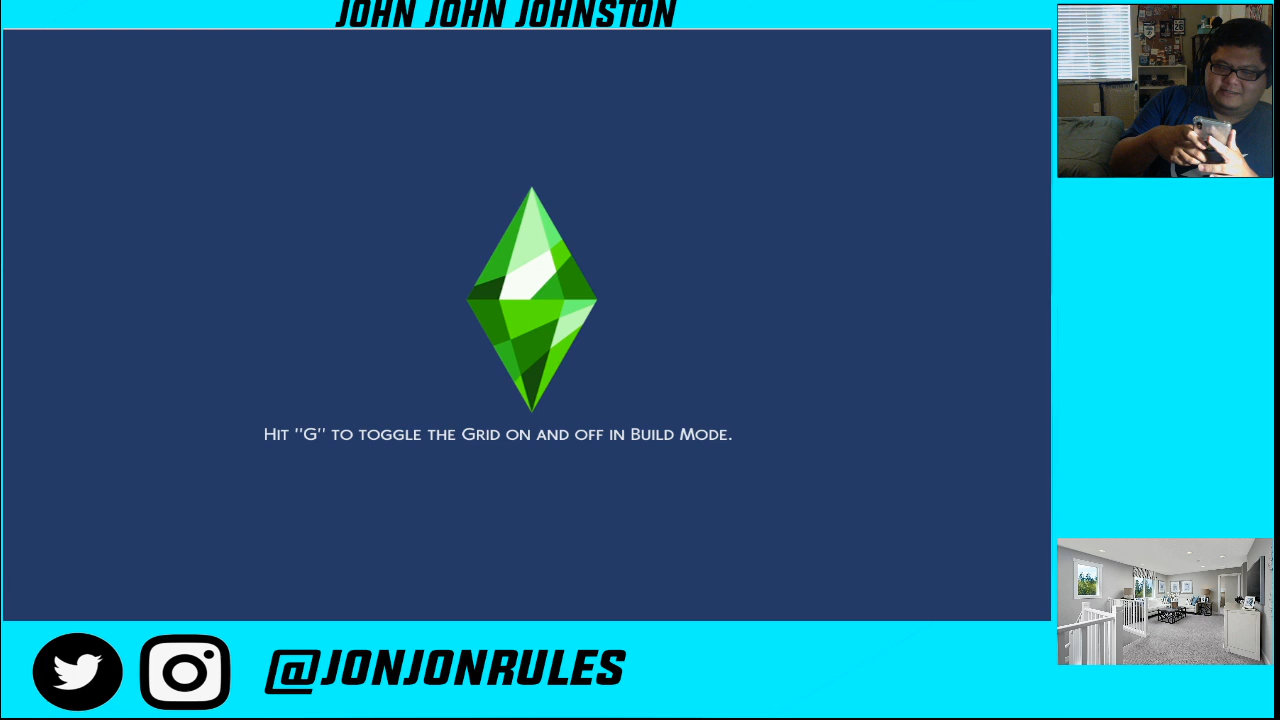 JOHN JOHN JOHNSTON
HIT "G" TO TOGGLE THE GRID ON AND OFF IN BUILD MODE.
@JONJONRULES